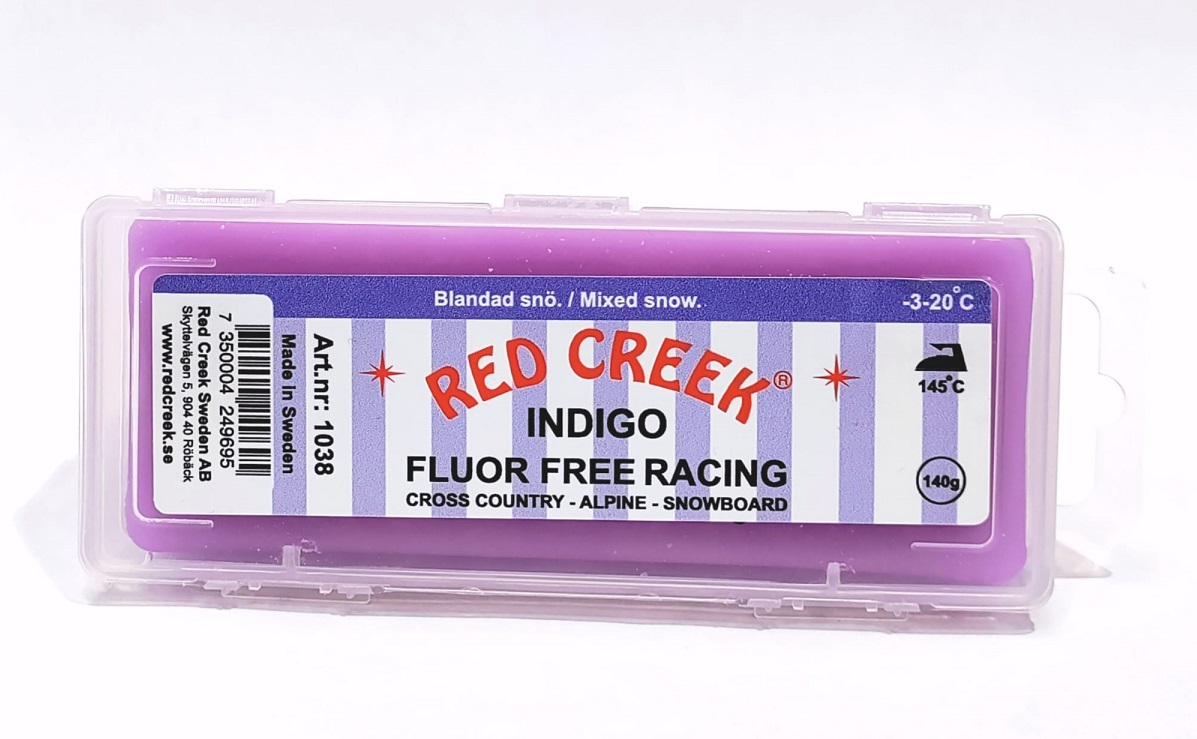 Blandad snö. / Mixed snow.
-3-20°C
RED CREEK®
INDIGO
FLUOR FREE RACING
CROSS COUNTRY - ALPINE - SNOWBOARD
145°C
140g
Art.nr: 1038
Made in Sweden
7 350004 249695
Red Creek Sweden AB
Skyttelvägen 5, 904 40 Röbäck
www.redcreek.se